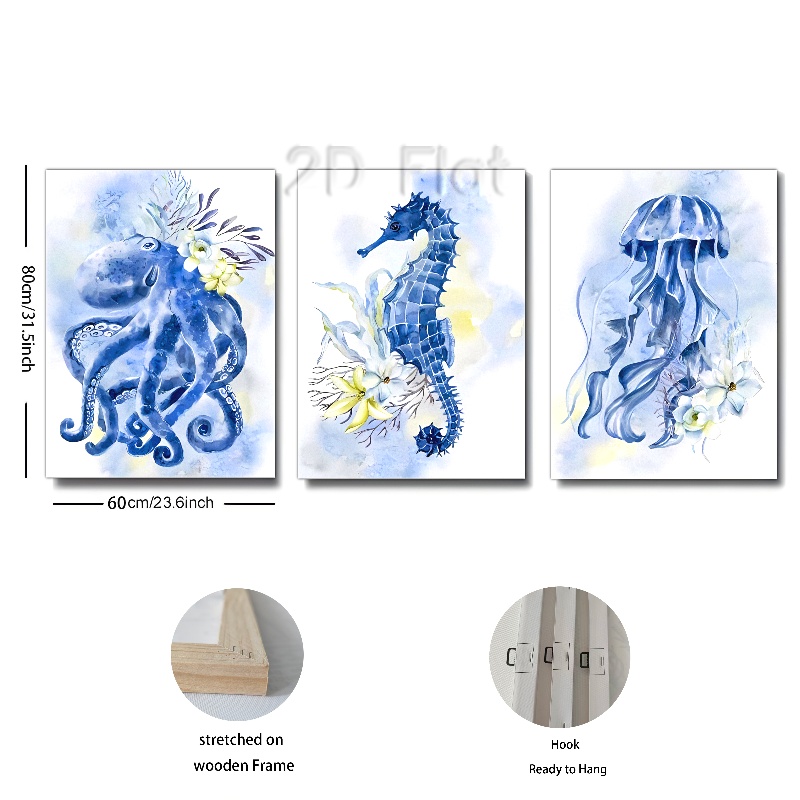 2D Flat
80cm/31.5inch
60cm/23.6inch
stretched on
wooden Frame
Hook
Ready to Hang